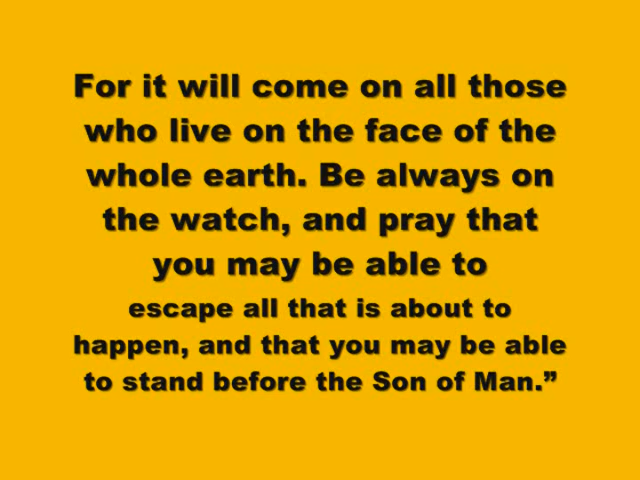 For it will come on all those
who live on the face of the
whole earth. Be always on
the watch, and pray that
you may be able to
escape all that is about to
happen, and that you may be able
to stand before the Son of Man.”